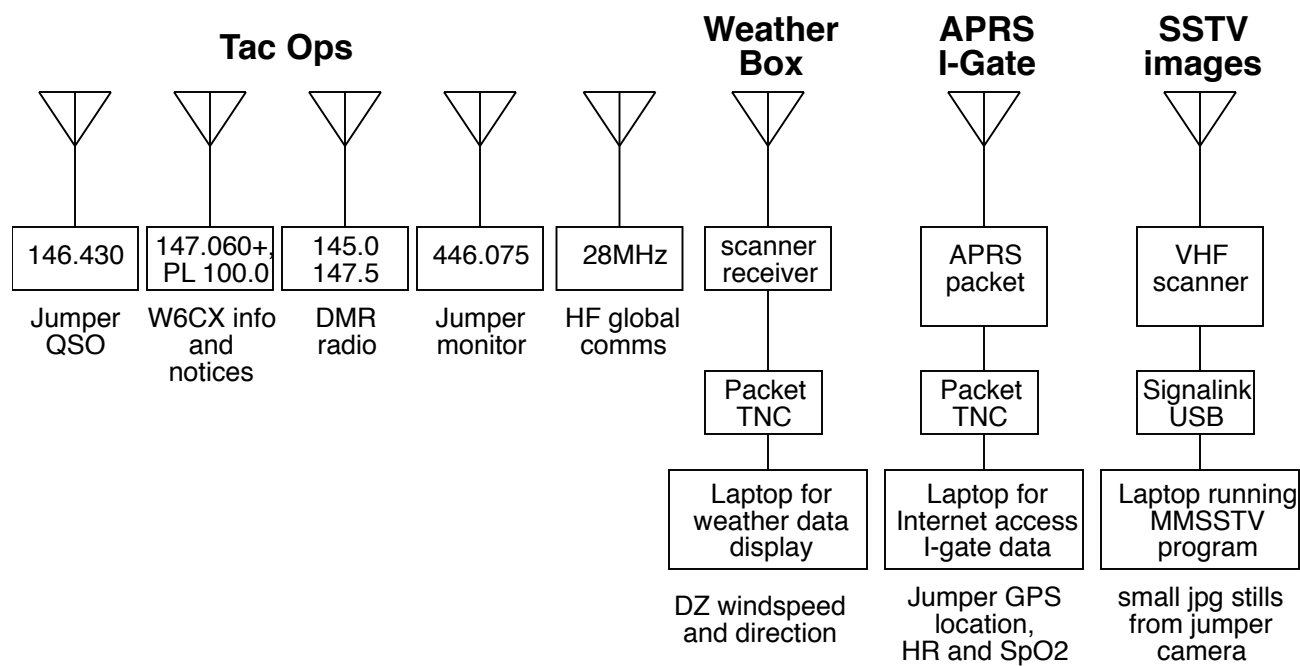 Tac Ops
Weather
Box
APRS
I-Gate
SSTV
images
146.430
Jumper
QSO
147.060+,
PL 100.0
W6CX info
and
notices
145.0
147.5
DMR
radio
446.075
Jumper
monitor
28MHz
HF global
comms
scanner
receiver
Packet
TNC
Laptop for
weather data
display
DZ windspeed
and direction
APRS
packet
Packet
TNC
Laptop for
Internet access
I-gate data
Jumper GPS
location,
HR and SpO2
VHF
scanner
Signalink
USB
Laptop running
MMSSTV
program
small jpg stills
from jumper
camera